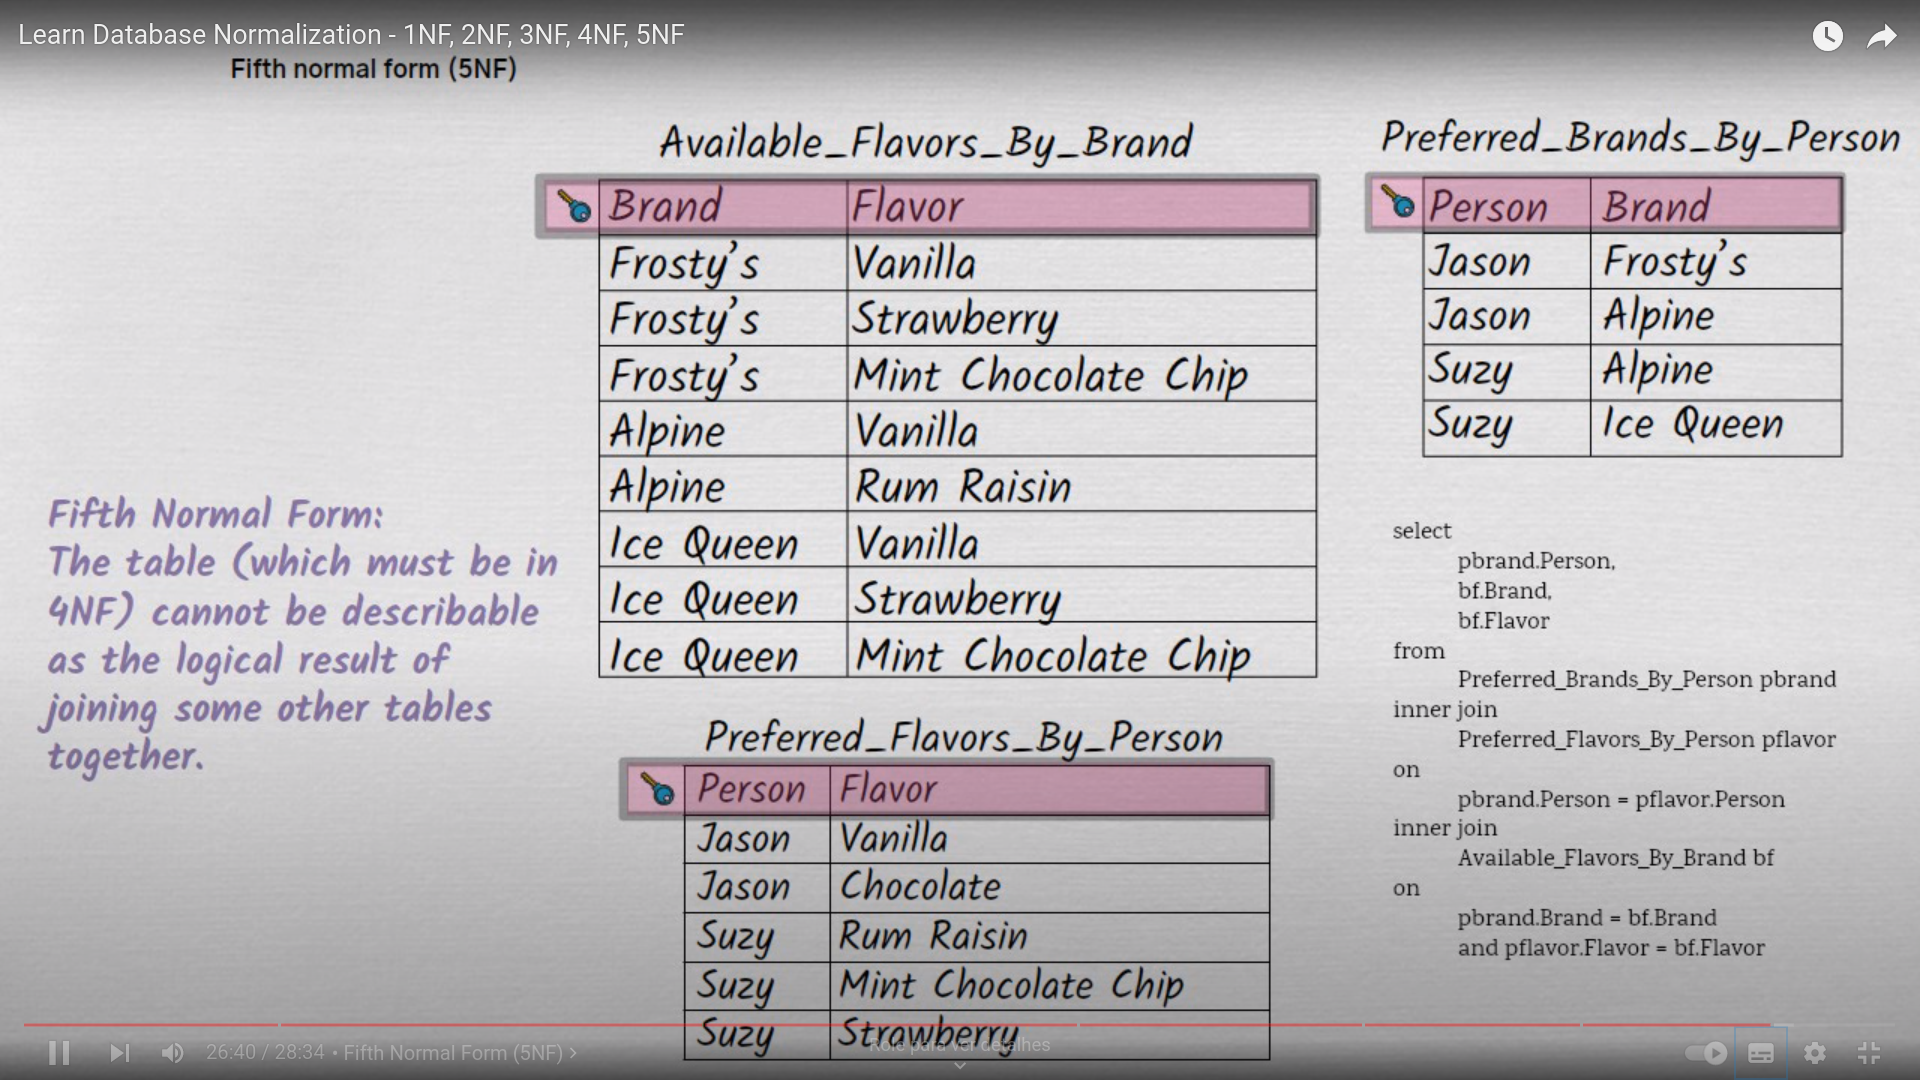 Learn Database Normalization - 1NF, 2NF, 3NF, 4NF, 5NF
Fifth normal form (5NF)
Available_Flavors_By_Brand
Brand Flavor
Frosty's Vanilla
Frosty's Strawberry
Frosty's Mint Chocolate Chip
Alpine Vanilla
Alpine Rum Raisin
Ice Queen Vanilla
Ice Queen Strawberry
Ice Queen Mint Chocolate Chip
Preferred_Brands_By_Person
Person Brand
Jason Frosty's
Jason Alpine
Suzy Alpine
Suzy Ice Queen
Fifth Normal Form:
The table (which must be in
4NF) cannot be describable
as the logical result of
joining some other tables
together.
Preferred_Flavors_By_Person
Person Flavor
Jason Vanilla
Jason Chocolate
Suzy Rum Raisin
Suzy Mint Chocolate Chip
Suzy Strawberry
select
pbrand.Person,
bf.Brand,
bf.Flavor
from
Preferred_Brands_By_Person pbrand
inner join
Preferred_Flavors_By_Person pflavor
on
pbrand.Person = pflavor.Person
inner join
Available_Flavors_By_Brand bf
on
pbrand.Brand = bf.Brand
and pflavor.Flavor = bf.Flavor
26:40 / 28:34 • Fifth Normal Form (5NF) >
Role para ver detalhes